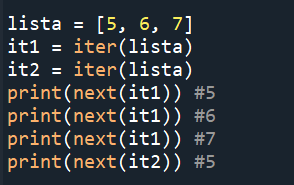 lista = [5, 6, 7]
it1 = iter(lista)
it2 = iter(lista)
print(next(it1)) #5
print(next(it1)) #6
print(next(it1)) #7
print(next(it2)) #5